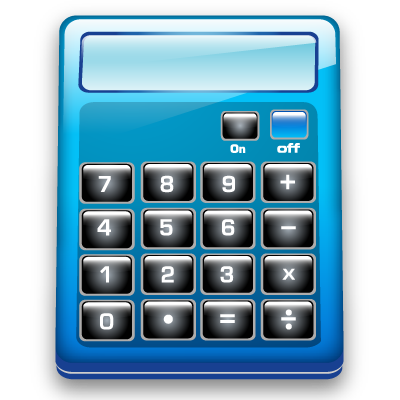 On off
7 8 9 +
4 5 6 −
1 2 3 x
0 • = ÷